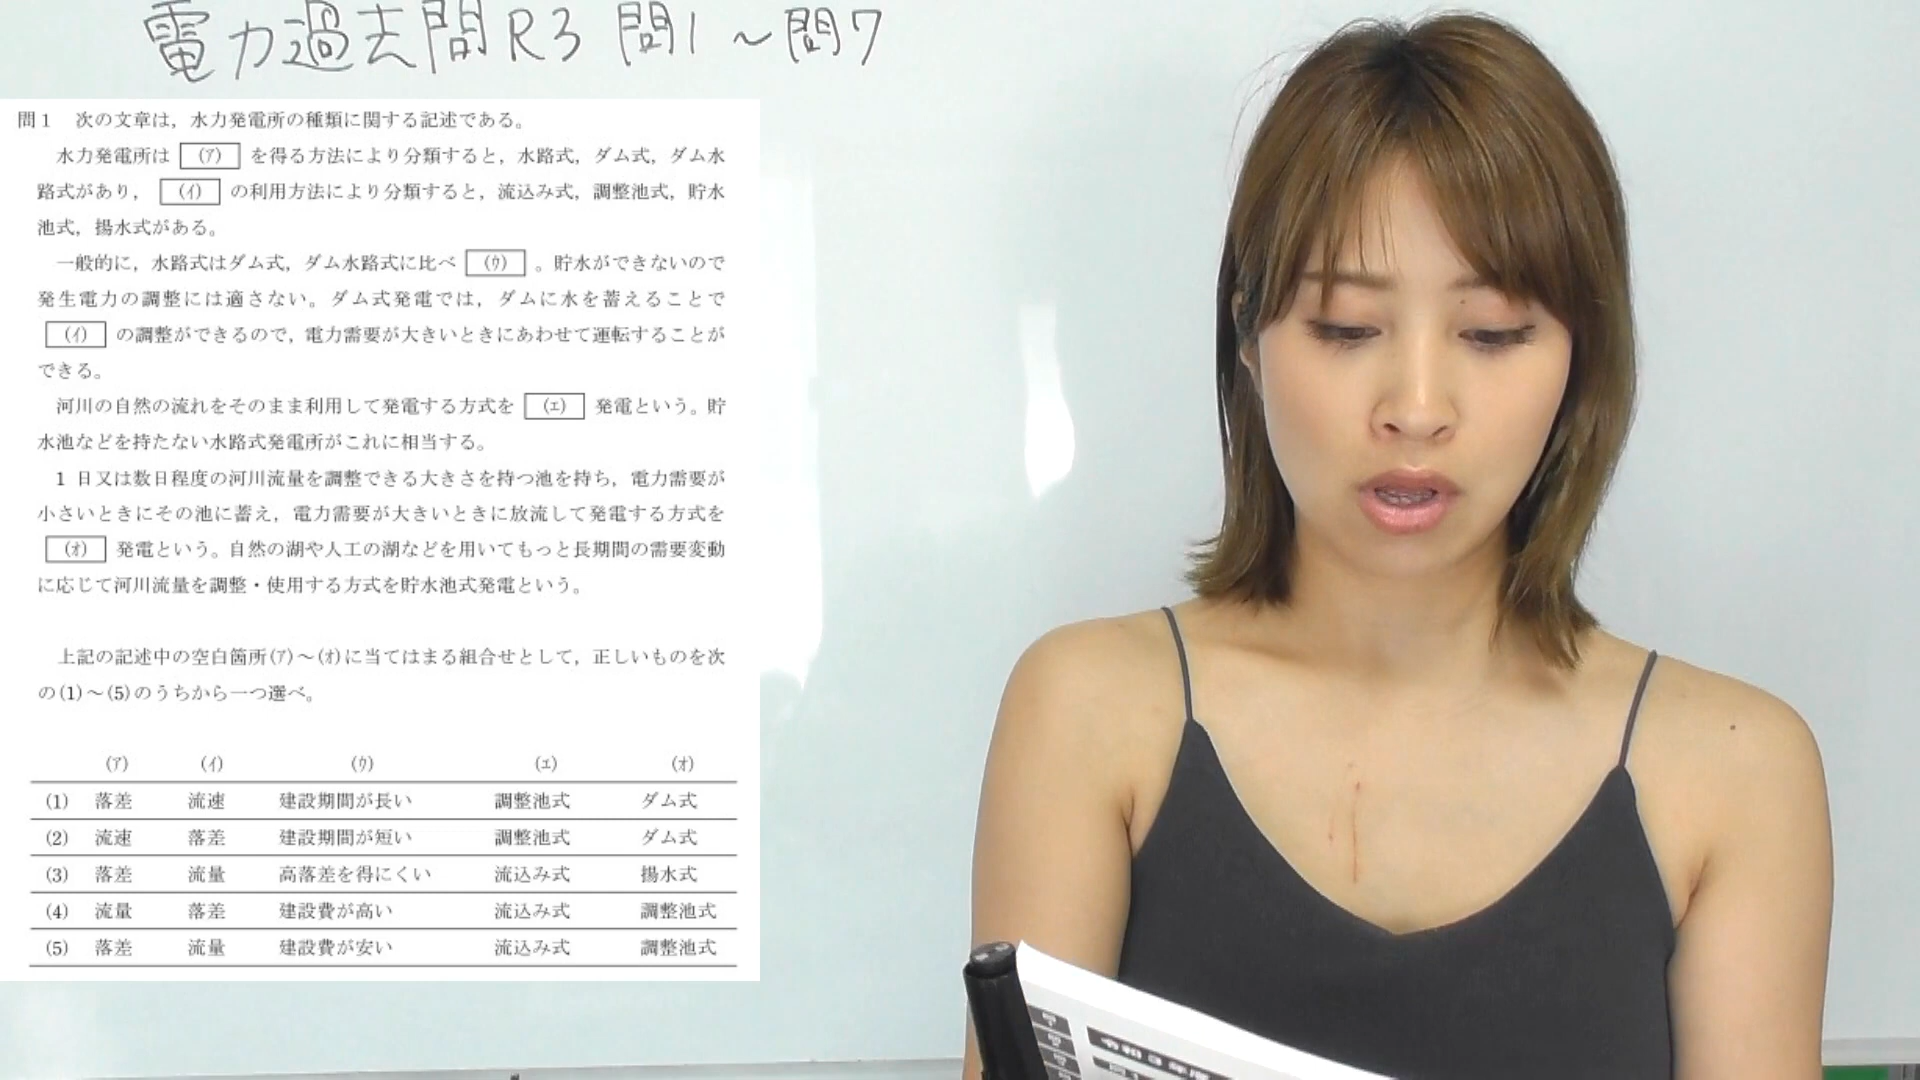 電力過去問R3 問1～問7
問1 次の文章は，水力発電所の種類に関する記述である。
水力発電所は (ア) を得る方法により分類すると，水路式，ダム式，ダム水
路式があり， (イ) の利用方法により分類すると，流込み式，調整池式，貯水
池式，揚水式がある。
一般的に，水路式はダム式，ダム水路式に比べ (ウ) 。貯水ができないので
発生電力の調整には適さない。ダム式発電では，ダムに水を蓄えることで
(イ) の調整ができるので，電力需要が大きいときにあわせて運転することが
できる。
河川の自然の流れをそのまま利用して発電する方式を (エ) 発電という。貯
水池などを持たない水路式発電所がこれに相当する。
1 日又は数日程度の河川流量を調整できる大きさを持つ池を持ち，電力需要が
小さいときにその池に蓄え，電力需要が大きいときに放流して発電する方式を
(オ) 発電という。自然の湖や人工の湖などを用いてもっと長期間の需要変動
に応じて河川流量を調整・使用する方式を貯水池式発電という。
上記の記述中の空白箇所(ア)～(オ)に当てはまる組合せとして，正しいものを次
の(1)～(5)のうちから一つ選べ。
(ア) (イ) (ウ) (エ) (オ)
(1) 落差 流速 建設期間が長い 調整池式 ダム式
(2) 流速 落差 建設期間が短い 調整池式 ダム式
(3) 落差 流量 高落差を得にくい 流込み式 揚水式
(4) 流量 落差 建設費が高い 流込み式 調整池式
(5) 落差 流量 建設費が安い 流込み式 調整池式